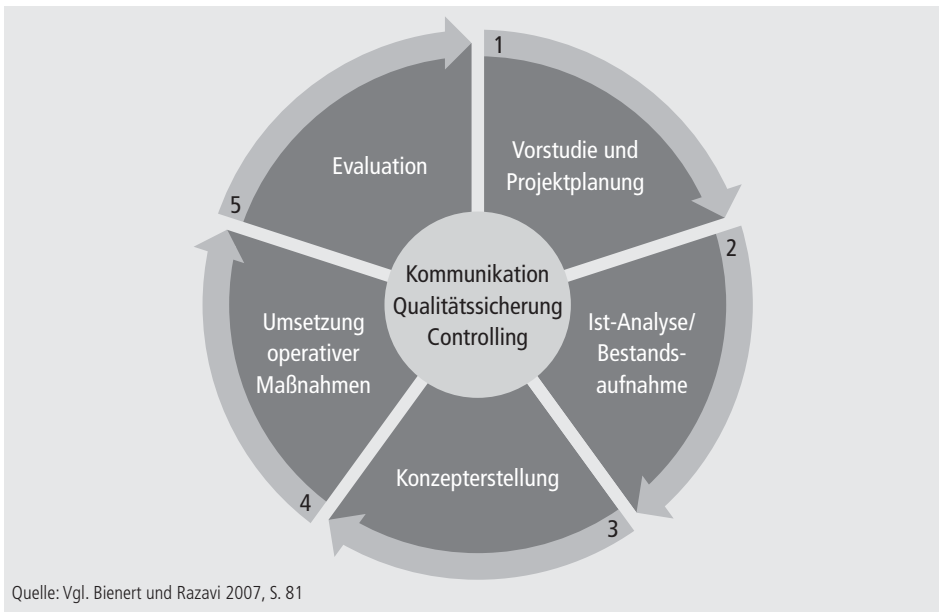 1
Vorstudie und
Projektplanung
2
Ist-Analyse/
Bestands-
aufnahme
3
Konzepterstellung
4
Umsetzung
operativer
Maßnahmen
5
Evaluation
Kommunikation
Qualitätssicherung
Controlling
Quelle: Vgl. Bienert und Razavi 2007, S. 81